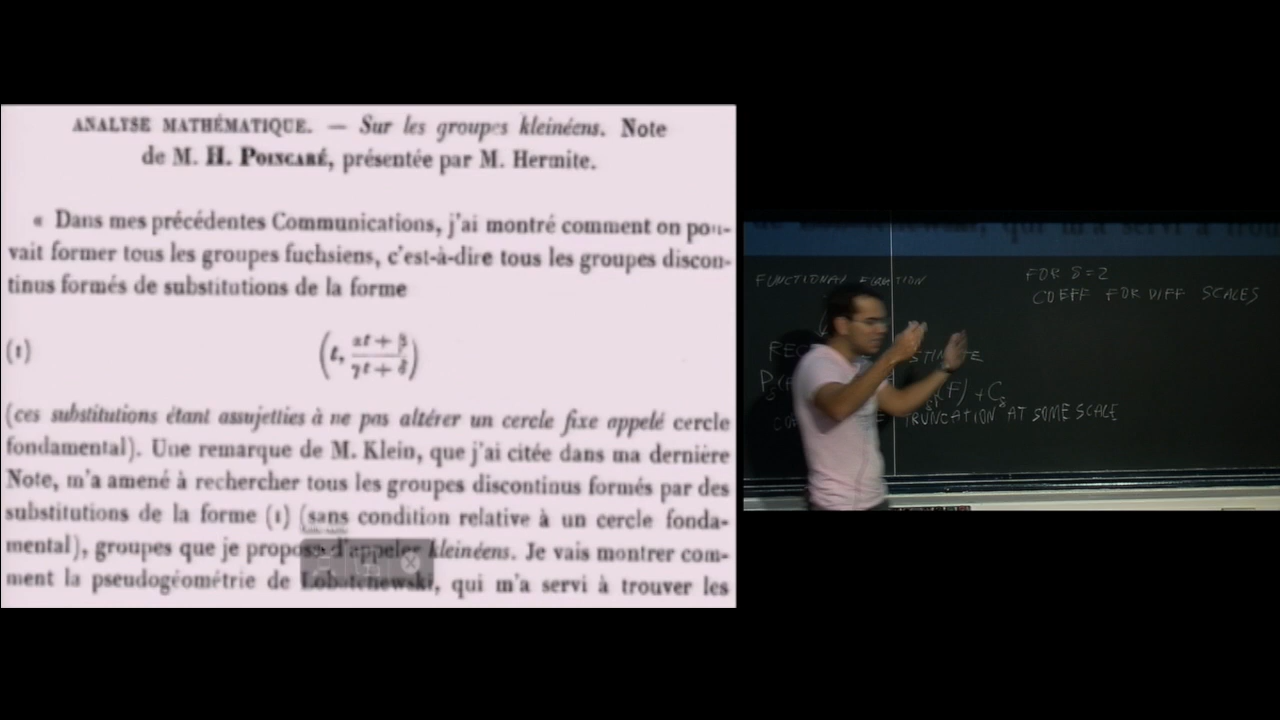 ANALYSE MATHÉMATIQUE. — Sur les groupes kleinéens. Note
de M. H. Poincaré, présentée par M. Hermite.
« Dans mes précédentes Communications, j'ai montré comment on pou-
vait former tous les groupes fuchsiens, c'est-à-dire tous les groupes discon-
tinus formés de substitutions de la forme
(1) (t, αt + β / γt + δ)
(ces substitutions étant assujetties à ne pas altérer un cercle fixe appelé cercle
fondamental). Une remarque de M. Klein, que j'ai citée dans ma dernière
Note, m'a amené à rechercher tous les groupes discontinus formés par des
substitutions de la forme (1) (sans condition relative à un cercle fonda-
mental), groupes que je propose d'appeler kleinéens. Je vais montrer com-
ment la pseudogéométrie de Lobatchewski, qui m'a servi à trouver les
qui m'a servi à trou
FUNCTIONAL EQUATION
FOR δ=2
COEFF FOR DIFF SCALES
(F) + C
TRUNCATION AT SOME SCALE